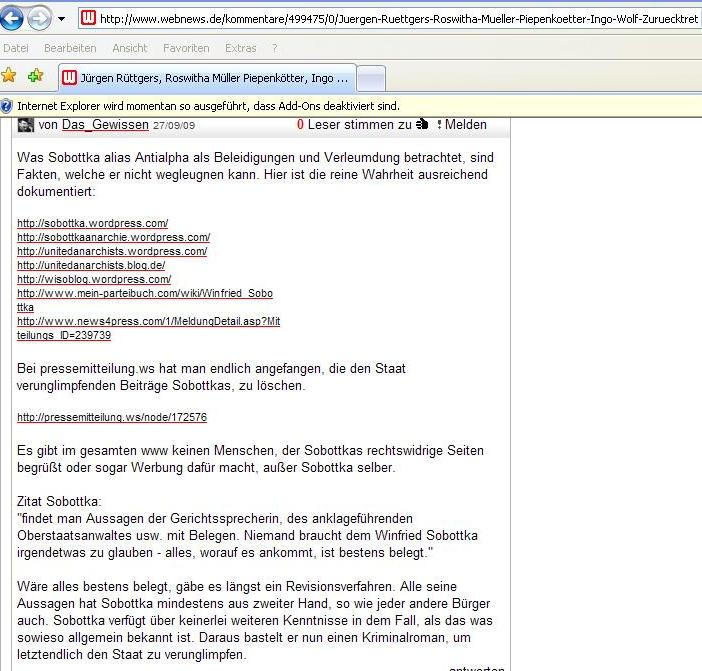 http://www.webnews.de/kommentare/499475/0/Juergen-Ruettgers-Roswitha-Mueller-Piepenkoetter-Ingo-Wolf-Zuruecktret
Datei Bearbeiten Ansicht Favoriten Extras ?
Jürgen Rüttgers, Roswitha Müller Piepenkötter, Ingo ...
Internet Explorer wird momentan so ausgeführt, dass Add-Ons deaktiviert sind.
von Das_Gewissen 27/09/09 0 Leser stimmen zu ! Melden
Was Sobottka alias Antialpha als Beleidigungen und Verleumdung betrachtet, sind
Fakten, welche er nicht wegleugnen kann. Hier ist die reine Wahrheit ausreichend
dokumentiert:
http://sobottka.wordpress.com/
http://sobottkaanarchie.wordpress.com/
http://unitedanarchists.wordpress.com/
http://unitedanarchists.blog.de/
http://wisoblog.wordpress.com/
http://www.mein-parteibuch.com/wiki/Winfried_Sobo
ttka
http://www.news4press.com/1/MeldungDetail.asp?Mit
teilungs_ID=239739
Bei pressemitteilung.ws hat man endlich angefangen, die den Staat
verunglimpfenden Beiträge Sobottkas, zu löschen.
http://pressemitteilung.ws/node/172576
Es gibt im gesamten www keinen Menschen, der Sobottkas rechtswidrige Seiten
begrüßt oder sogar Werbung dafür macht, außer Sobottka selber.
Zitat Sobottka:
"findet man Aussagen der Gerichtssprecherin, des anklageführenden
Oberstaatsanwaltes usw. mit Belegen. Niemand braucht dem Winfried Sobottka
irgendetwas zu glauben - alles, worauf es ankommt, ist bestens belegt."
Wäre alles bestens belegt, gäbe es längst ein Revisionsverfahren. Alle seine
Aussagen hat Sobottka mindestens aus zweiter Hand, so wie jeder andere Bürger
auch. Sobottka verfügt über keinerlei weiteren Kenntnisse in dem Fall, als das was
sowieso allgemein bekannt ist. Daraus bastelt er nun einen Kriminalroman, um
letztendlich den Staat zu verunglimpfen.
antworten